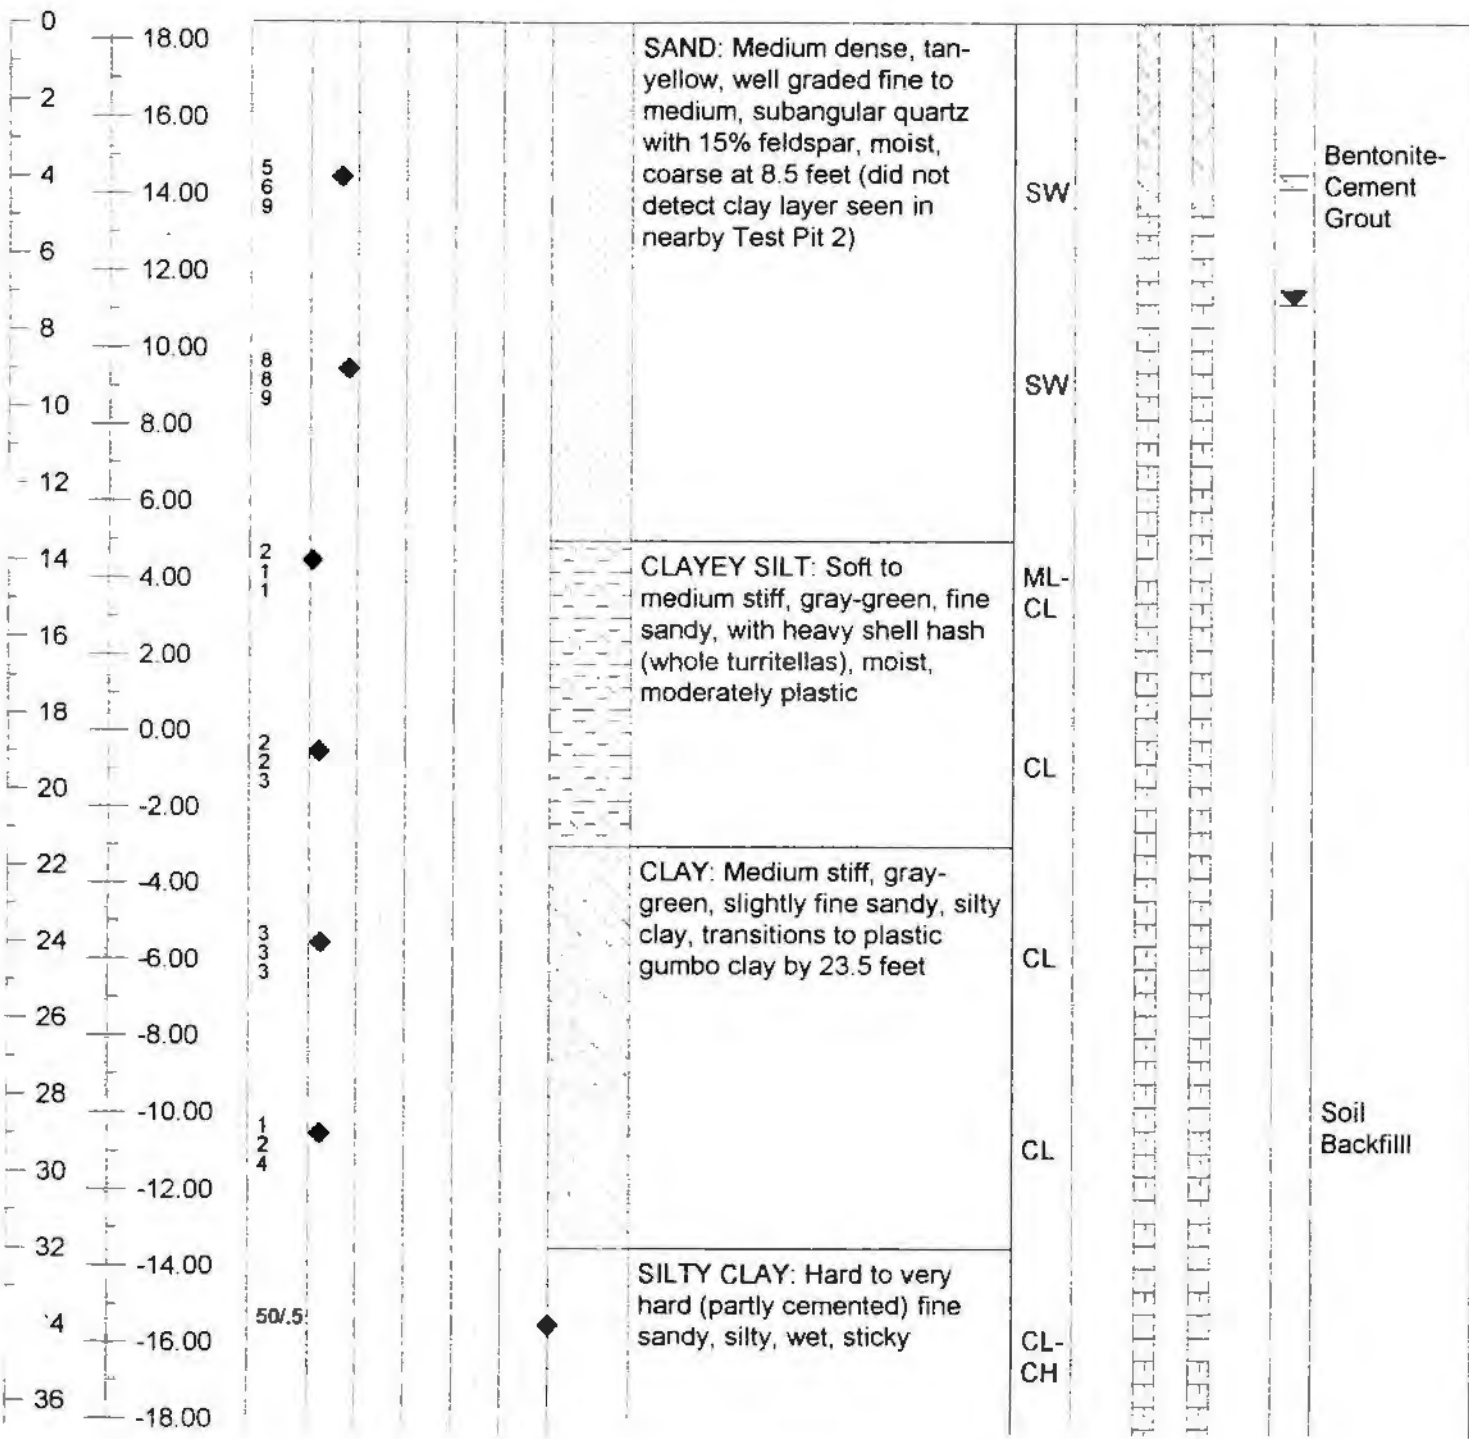 0
18.00
2
16.00
4
14.00
6
12.00
8
10.00
10
8.00
12
6.00
14
4.00
16
2.00
18
0.00
20
-2.00
22
-4.00
24
-6.00
26
-8.00
28
-10.00
30
-12.00
32
-14.00
4
-16.00
36
-18.00
5
6
9
8
8
9
2
1
1
2
2
3
3
3
3
1
2
4
50/.5
SAND: Medium dense, tan-
yellow, well graded fine to
medium, subangular quartz
with 15% feldspar, moist,
coarse at 8.5 feet (did not
detect clay layer seen in
nearby Test Pit 2)
CLAYEY SILT: Soft to
medium stiff, gray-green, fine
sandy, with heavy shell hash
(whole turritellas), moist,
moderately plastic
CLAY: Medium stiff, gray-
green, slightly fine sandy, silty
clay, transitions to plastic
gumbo clay by 23.5 feet
SILTY CLAY: Hard to very
hard (partly cemented) fine
sandy, silty, wet, sticky
SW
SW
ML-
CL
CL
CL
CL
CL-
CH
Bentonite-
Cement
Grout
Soil
Backfilll